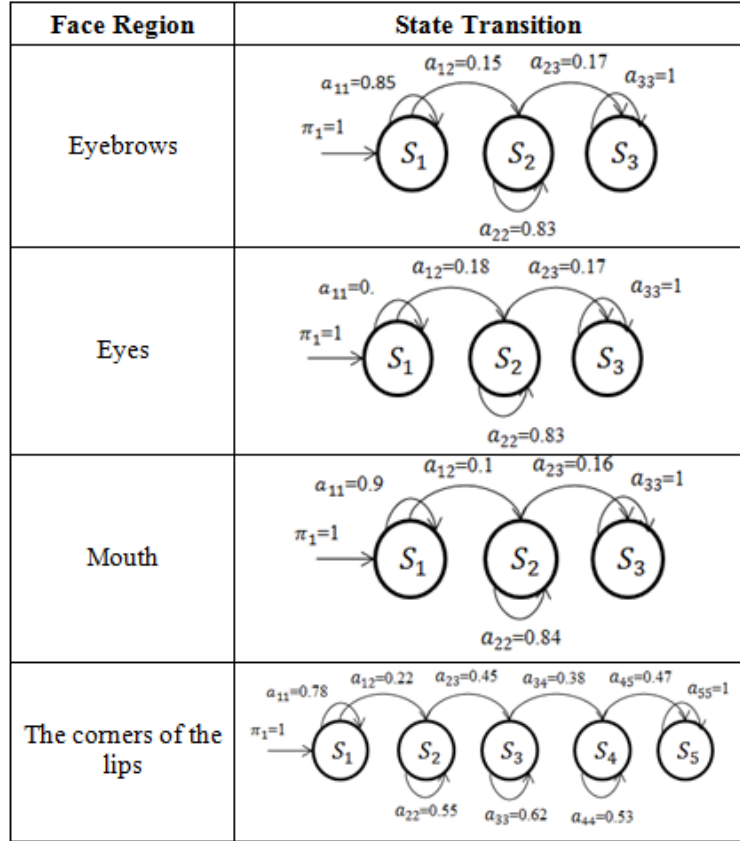 Face Region State Transition
Eyebrows
a₁₂=0.15 a₂₃=0.17
a₁₁=0.85 a₃₃=1
π₁=1
S₁ S₂ S₃
a₂₂=0.83
Eyes
a₁₂=0.18 a₂₃=0.17
a₁₁=0. a₃₃=1
π₁=1
S₁ S₂ S₃
a₂₂=0.83
Mouth
a₁₂=0.1 a₂₃=0.16
a₁₁=0.9 a₃₃=1
π₁=1
S₁ S₂ S₃
a₂₂=0.84
The corners of the
lips
a₁₂=0.22 a₂₃=0.45 a₃₄=0.38 a₄₅=0.47
a₁₁=0.78 a₅₅=1
π₁=1
S₁ S₂ S₃ S₄ S₅
a₂₂=0.55 a₃₃=0.62 a₄₄=0.53